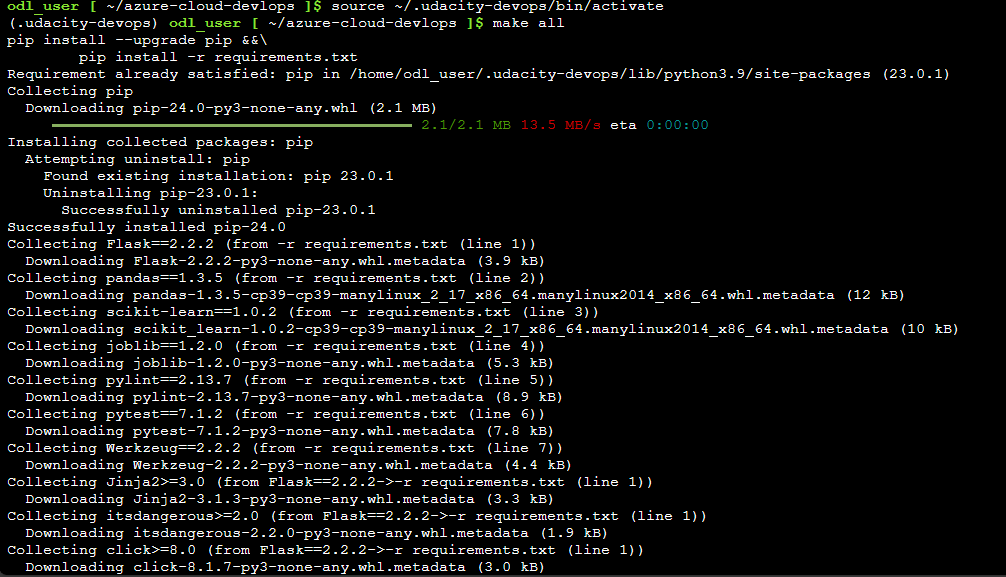 odl_user [ ~/azure-cloud-devlops ]$ source ~/.udacity-devops/bin/activate
(.udacity-devops) odl_user [ ~/azure-cloud-devlops ]$ make all
pip install --upgrade pip &&\
        pip install -r requirements.txt
Requirement already satisfied: pip in /home/odl_user/.udacity-devops/lib/python3.9/site-packages (23.0.1)
Collecting pip
  Downloading pip-24.0-py3-none-any.whl (2.1 MB)
2.1/2.1 MB 13.5 MB/s eta 0:00:00
Installing collected packages: pip
  Attempting uninstall: pip
    Found existing installation: pip 23.0.1
    Uninstalling pip-23.0.1:
      Successfully uninstalled pip-23.0.1
Successfully installed pip-24.0
Collecting Flask==2.2.2 (from -r requirements.txt (line 1))
  Downloading Flask-2.2.2-py3-none-any.whl.metadata (3.9 kB)
Collecting pandas==1.3.5 (from -r requirements.txt (line 2))
  Downloading pandas-1.3.5-cp39-cp39-manylinux_2_17_x86_64.manylinux2014_x86_64.whl.metadata (12 kB)
Collecting scikit-learn==1.0.2 (from -r requirements.txt (line 3))
  Downloading scikit_learn-1.0.2-cp39-cp39-manylinux_2_17_x86_64.manylinux2014_x86_64.whl.metadata (10 kB)
Collecting joblib==1.2.0 (from -r requirements.txt (line 4))
  Downloading joblib-1.2.0-py3-none-any.whl.metadata (5.3 kB)
Collecting pylint==2.13.7 (from -r requirements.txt (line 5))
  Downloading pylint-2.13.7-py3-none-any.whl.metadata (8.9 kB)
Collecting pytest==7.1.2 (from -r requirements.txt (line 6))
  Downloading pytest-7.1.2-py3-none-any.whl.metadata (7.8 kB)
Collecting Werkzeug==2.2.2 (from -r requirements.txt (line 7))
  Downloading Werkzeug-2.2.2-py3-none-any.whl.metadata (4.4 kB)
Collecting Jinja2>=3.0 (from Flask==2.2.2->-r requirements.txt (line 1))
  Downloading Jinja2-3.1.3-py3-none-any.whl.metadata (3.3 kB)
Collecting itsdangerous>=2.0 (from Flask==2.2.2->-r requirements.txt (line 1))
  Downloading itsdangerous-2.2.0-py3-none-any.whl.metadata (1.9 kB)
Collecting click>=8.0 (from Flask==2.2.2->-r requirements.txt (line 1))
  Downloading click-8.1.7-py3-none-any.whl.metadata (3.0 kB)